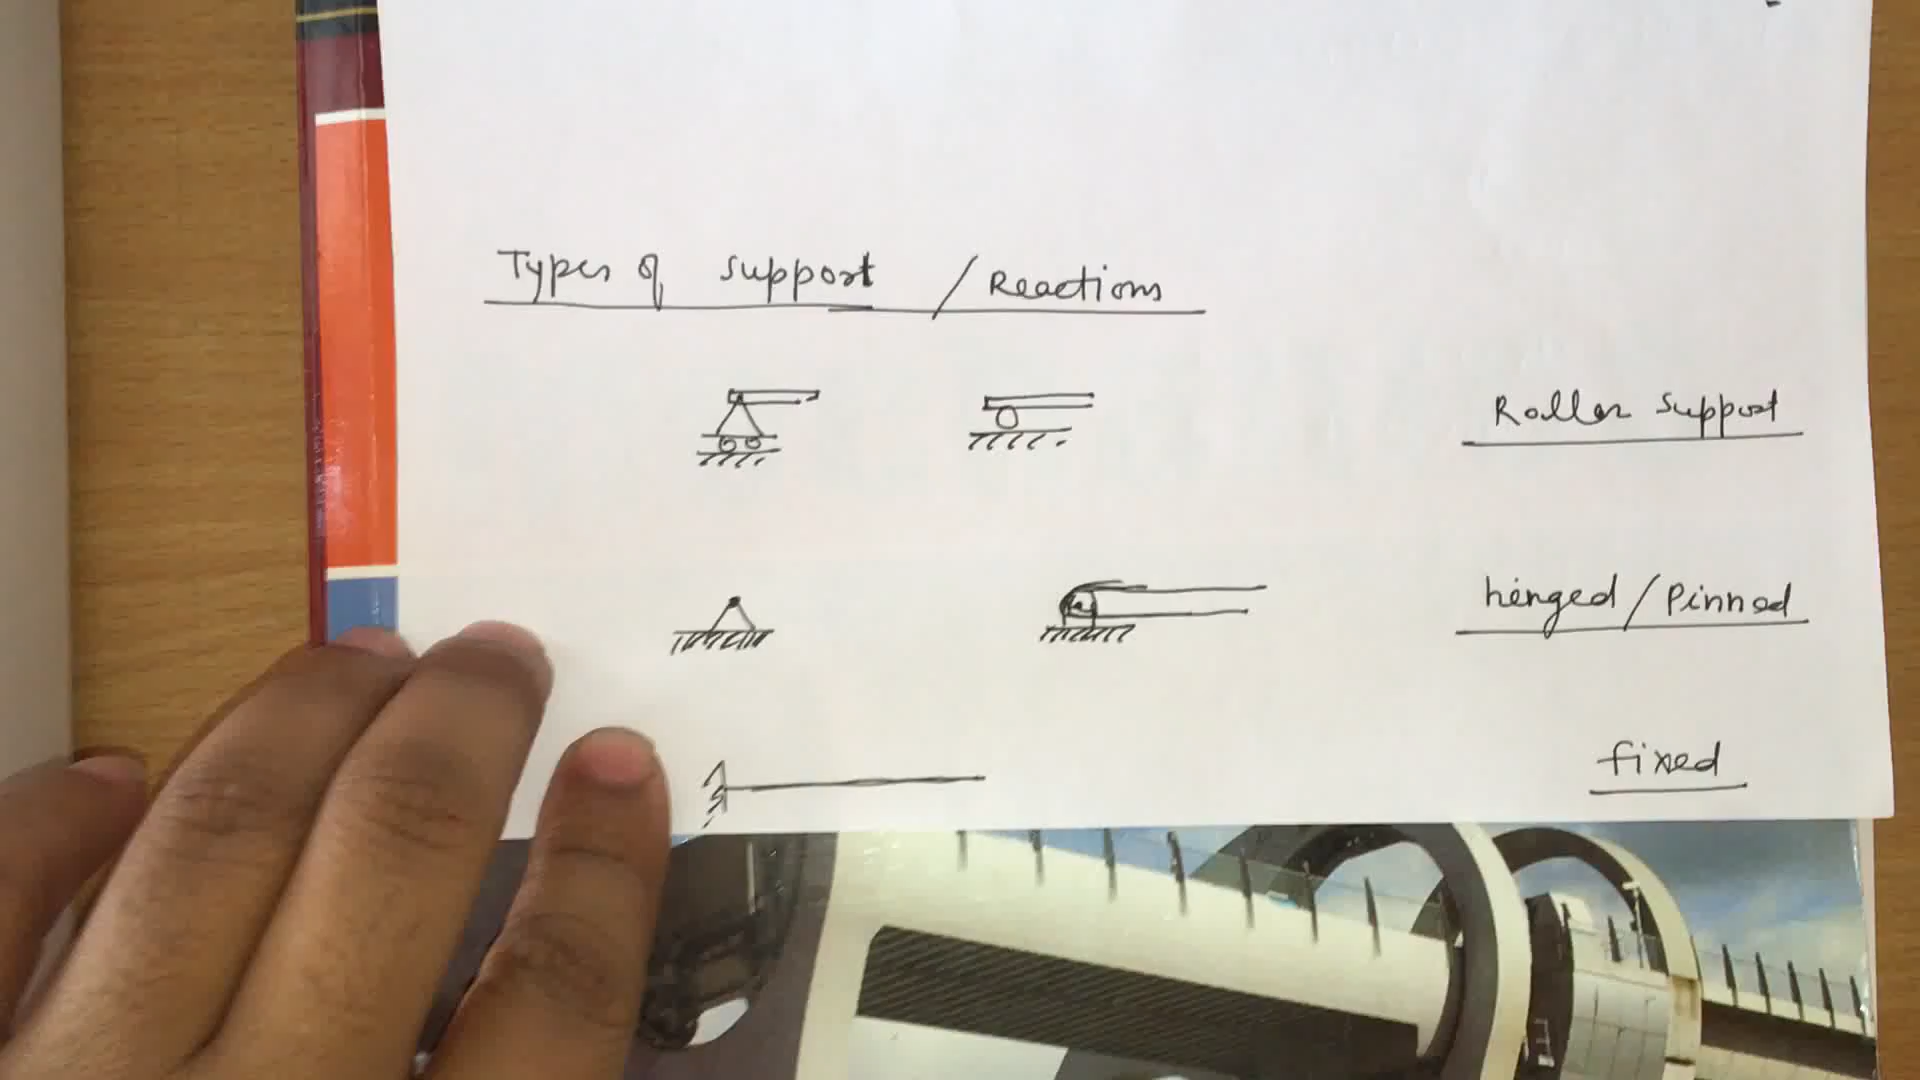 Types of support / Reactions
Roller support
hinged / Pinned
fixed